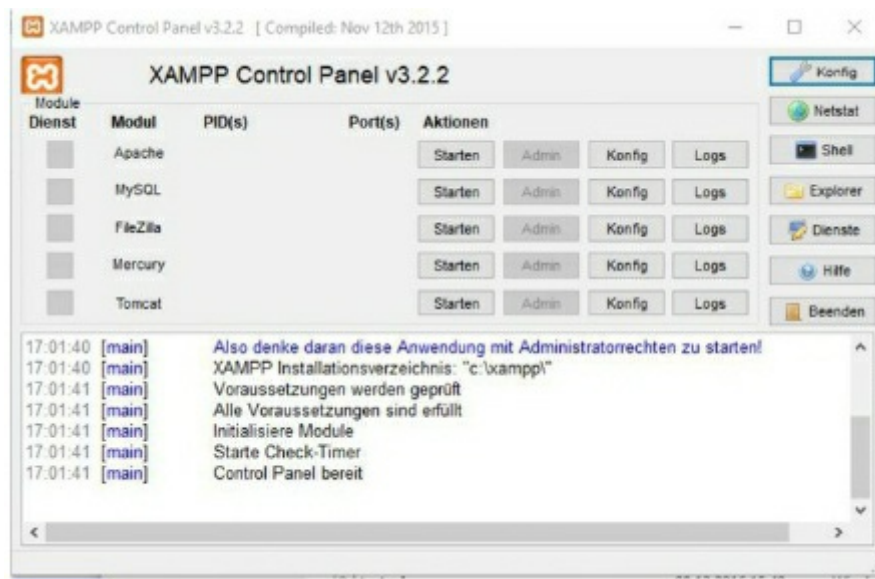 XAMPP Control Panel v3.2.2 [ Compiled: Nov 12th 2015 ]
XAMPP Control Panel v3.2.2
Konfig
Module
Dienst Modul PID(s) Port(s) Aktionen
Netstat
Apache Starten Admin Konfig Logs
Shell
MySQL Starten Admin Konfig Logs
Explorer
FileZilla Starten Admin Konfig Logs
Dienste
Mercury Starten Admin Konfig Logs
Hilfe
Tomcat Starten Admin Konfig Logs
Beenden
17:01:40 [main] Also denke daran diese Anwendung mit Administratorrechten zu starten!
17:01:40 [main] XAMPP Installationsverzeichnis: "c:\xampp\"
17:01:41 [main] Voraussetzungen werden geprüft
17:01:41 [main] Alle Voraussetzungen sind erfüllt
17:01:41 [main] Initialisiere Module
17:01:41 [main] Starte Check-Timer
17:01:41 [main] Control Panel bereit